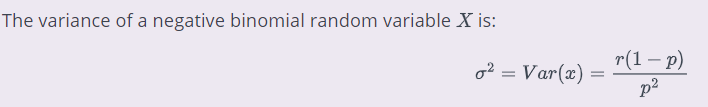 The variance of a negative binomial random variable X is:
σ² = Var(x) = r(1 − p) / p²